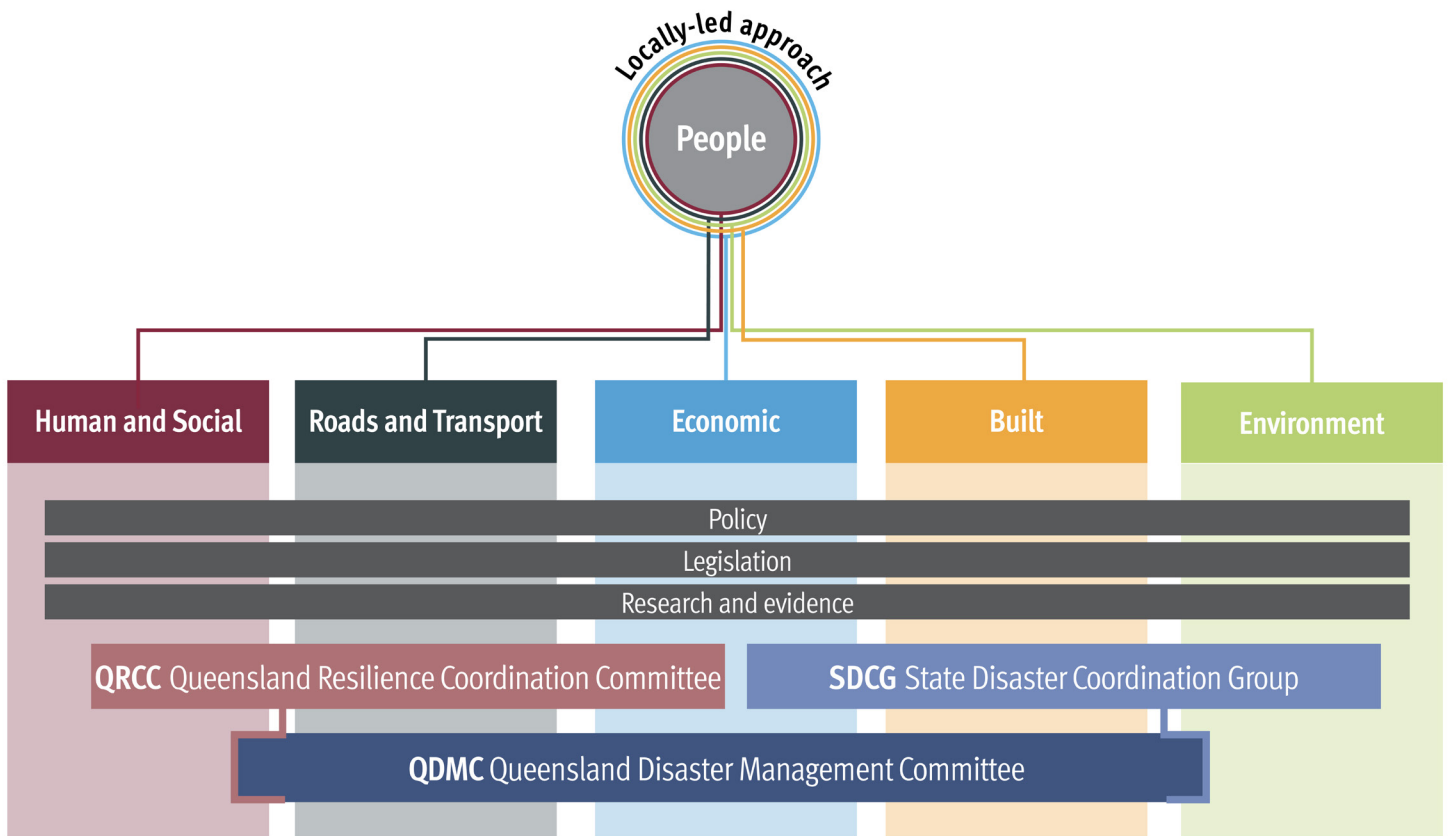 Locally-led approach
People
Human and Social
Roads and Transport
Economic
Built
Environment
Policy
Legislation
Research and evidence
QRCC Queensland Resilience Coordination Committee
SDCG State Disaster Coordination Group
QDMC Queensland Disaster Management Committee